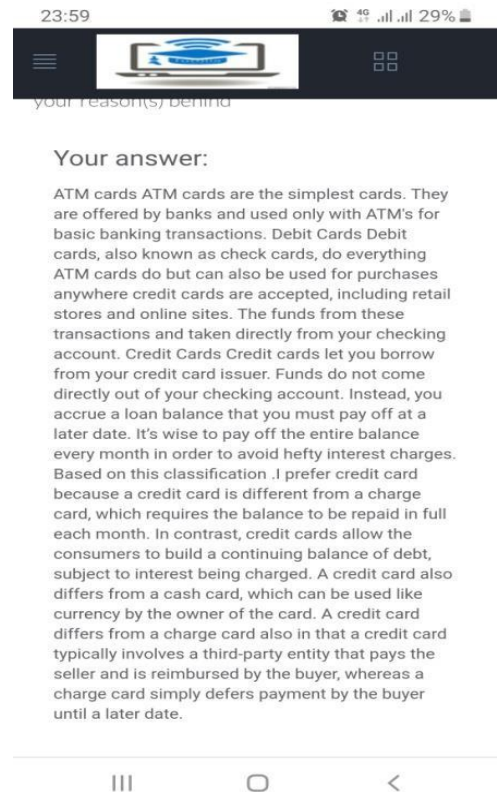 23:59
4G
29%
your reason(s) behind
Your answer:
ATM cards ATM cards are the simplest cards. They
are offered by banks and used only with ATM's for
basic banking transactions. Debit Cards Debit
cards, also known as check cards, do everything
ATM cards do but can also be used for purchases
anywhere credit cards are accepted, including retail
stores and online sites. The funds from these
transactions and taken directly from your checking
account. Credit Cards Credit cards let you borrow
from your credit card issuer. Funds do not come
directly out of your checking account. Instead, you
accrue a loan balance that you must pay off at a
later date. It's wise to pay off the entire balance
every month in order to avoid hefty interest charges.
Based on this classification .I prefer credit card
because a credit card is different from a charge
card, which requires the balance to be repaid in full
each month. In contrast, credit cards allow the
consumers to build a continuing balance of debt,
subject to interest being charged. A credit card also
differs from a cash card, which can be used like
currency by the owner of the card. A credit card
differs from a charge card also in that a credit card
typically involves a third-party entity that pays the
seller and is reimbursed by the buyer, whereas a
charge card simply defers payment by the buyer
until a later date.